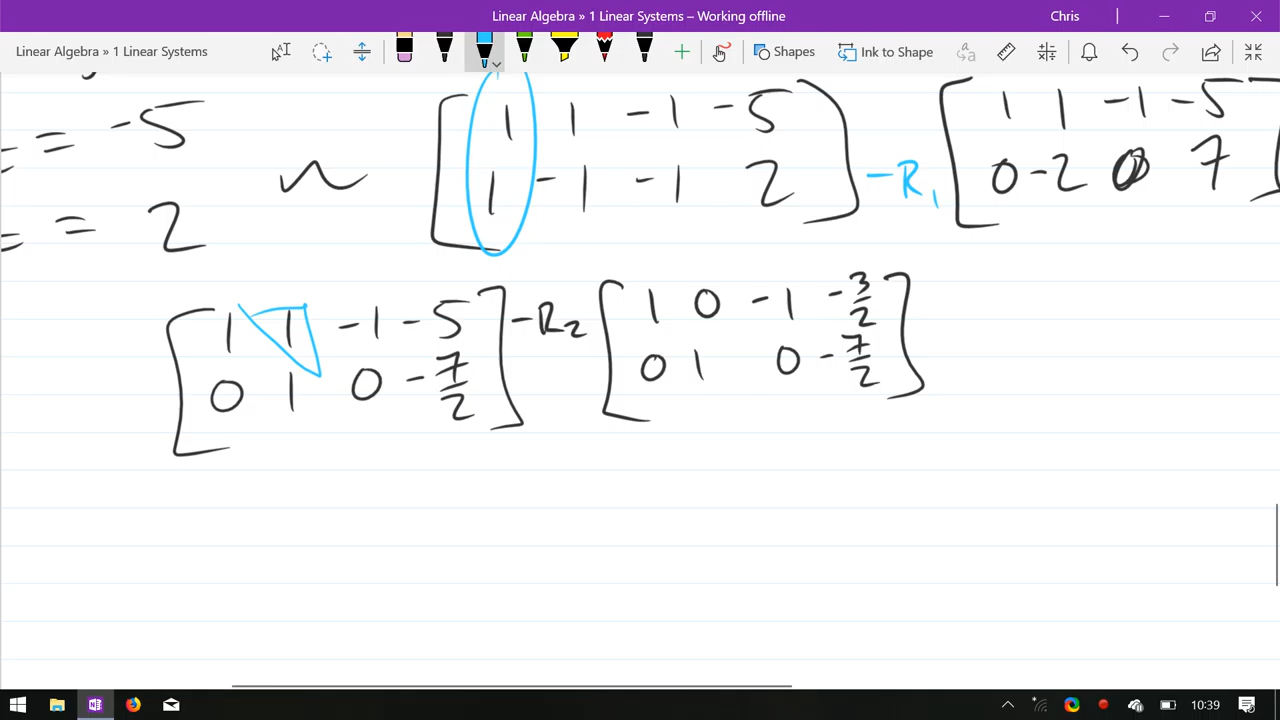 Linear Algebra » 1 Linear Systems – Working offline
Chris
Linear Algebra » 1 Linear Systems
Shapes
Ink to Shape
= -5
= 2
~
[ 1 1 -1 -5
1 -1 -1 2 ]
-R₁
[ 1 1 -1 -5
0 -2 0 7 ]
[ 1 1 -1 -5
0 1 0 -7/2 ]
-R₂
[ 1 0 -1 -3/2
0 1 0 -7/2 ]
10:39